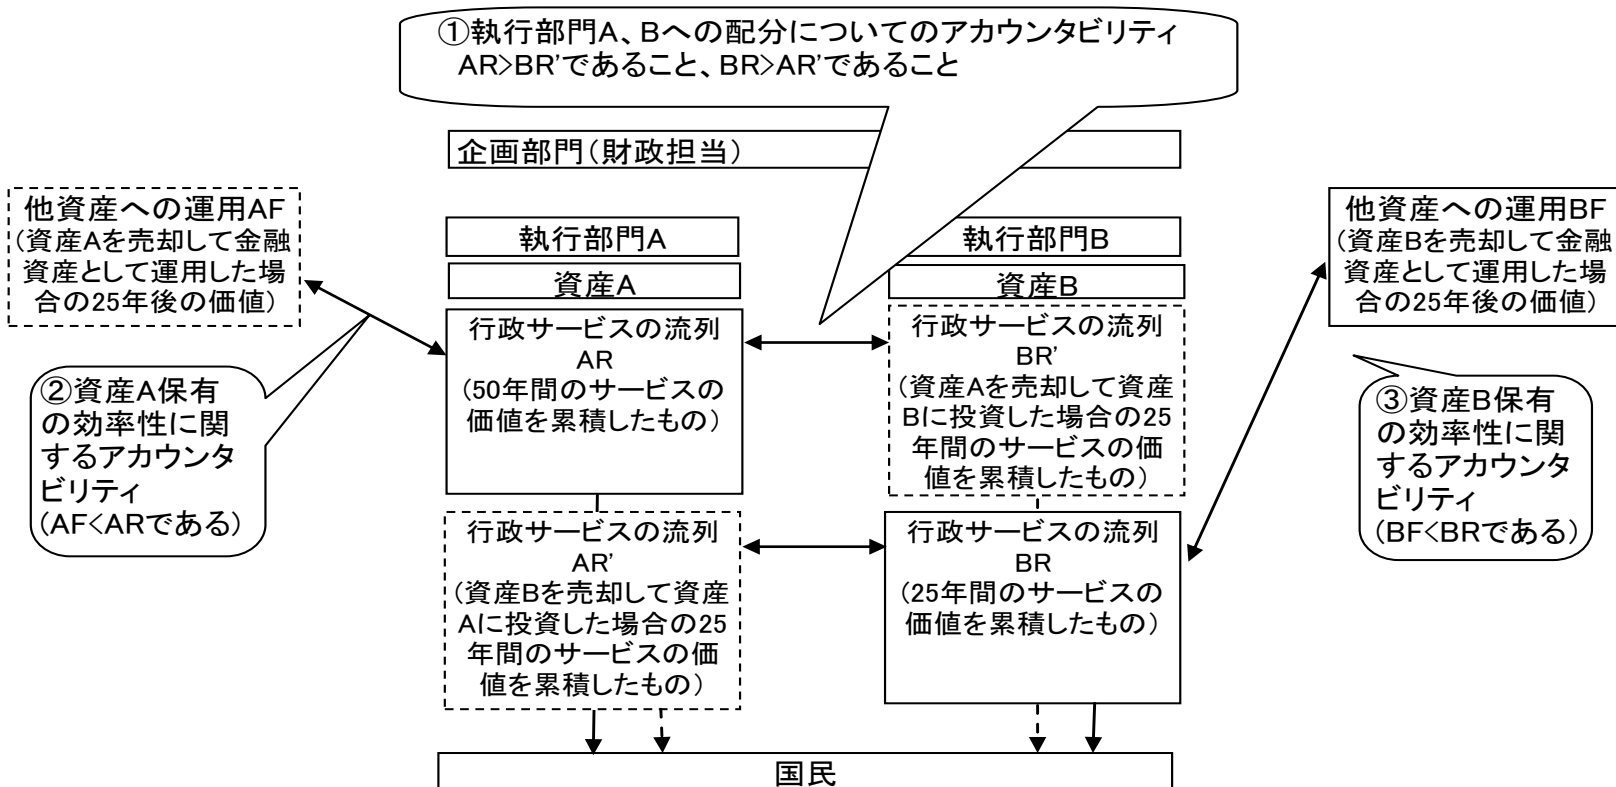 ①執行部門A、Bへの配分についてのアカウンタビリティ
AR>BR'であること、BR>AR'であること
企画部門(財政担当)
他資産への運用AF
(資産Aを売却して金融
資産として運用した場
合の25年後の価値)
執行部門A
執行部門B
他資産への運用BF
(資産Bを売却して金融
資産として運用した場
合の25年後の価値)
資産A
資産B
行政サービスの流列
AR
(50年間のサービスの
価値を累積したもの)
行政サービスの流列
BR'
(資産Aを売却して資産
Bに投資した場合の25
年間のサービスの価
値を累積したもの)
②資産A保有
の効率性に関
するアカウンタ
ビリティ
(AF<ARである)
③資産B保有
の効率性に関
するアカウンタ
ビリティ
(BF<BRである)
行政サービスの流列
AR'
(資産Bを売却して資産
Aに投資した場合の25
年間のサービスの価
値を累積したもの)
行政サービスの流列
BR
(25年間のサービスの
価値を累積したもの)
国民